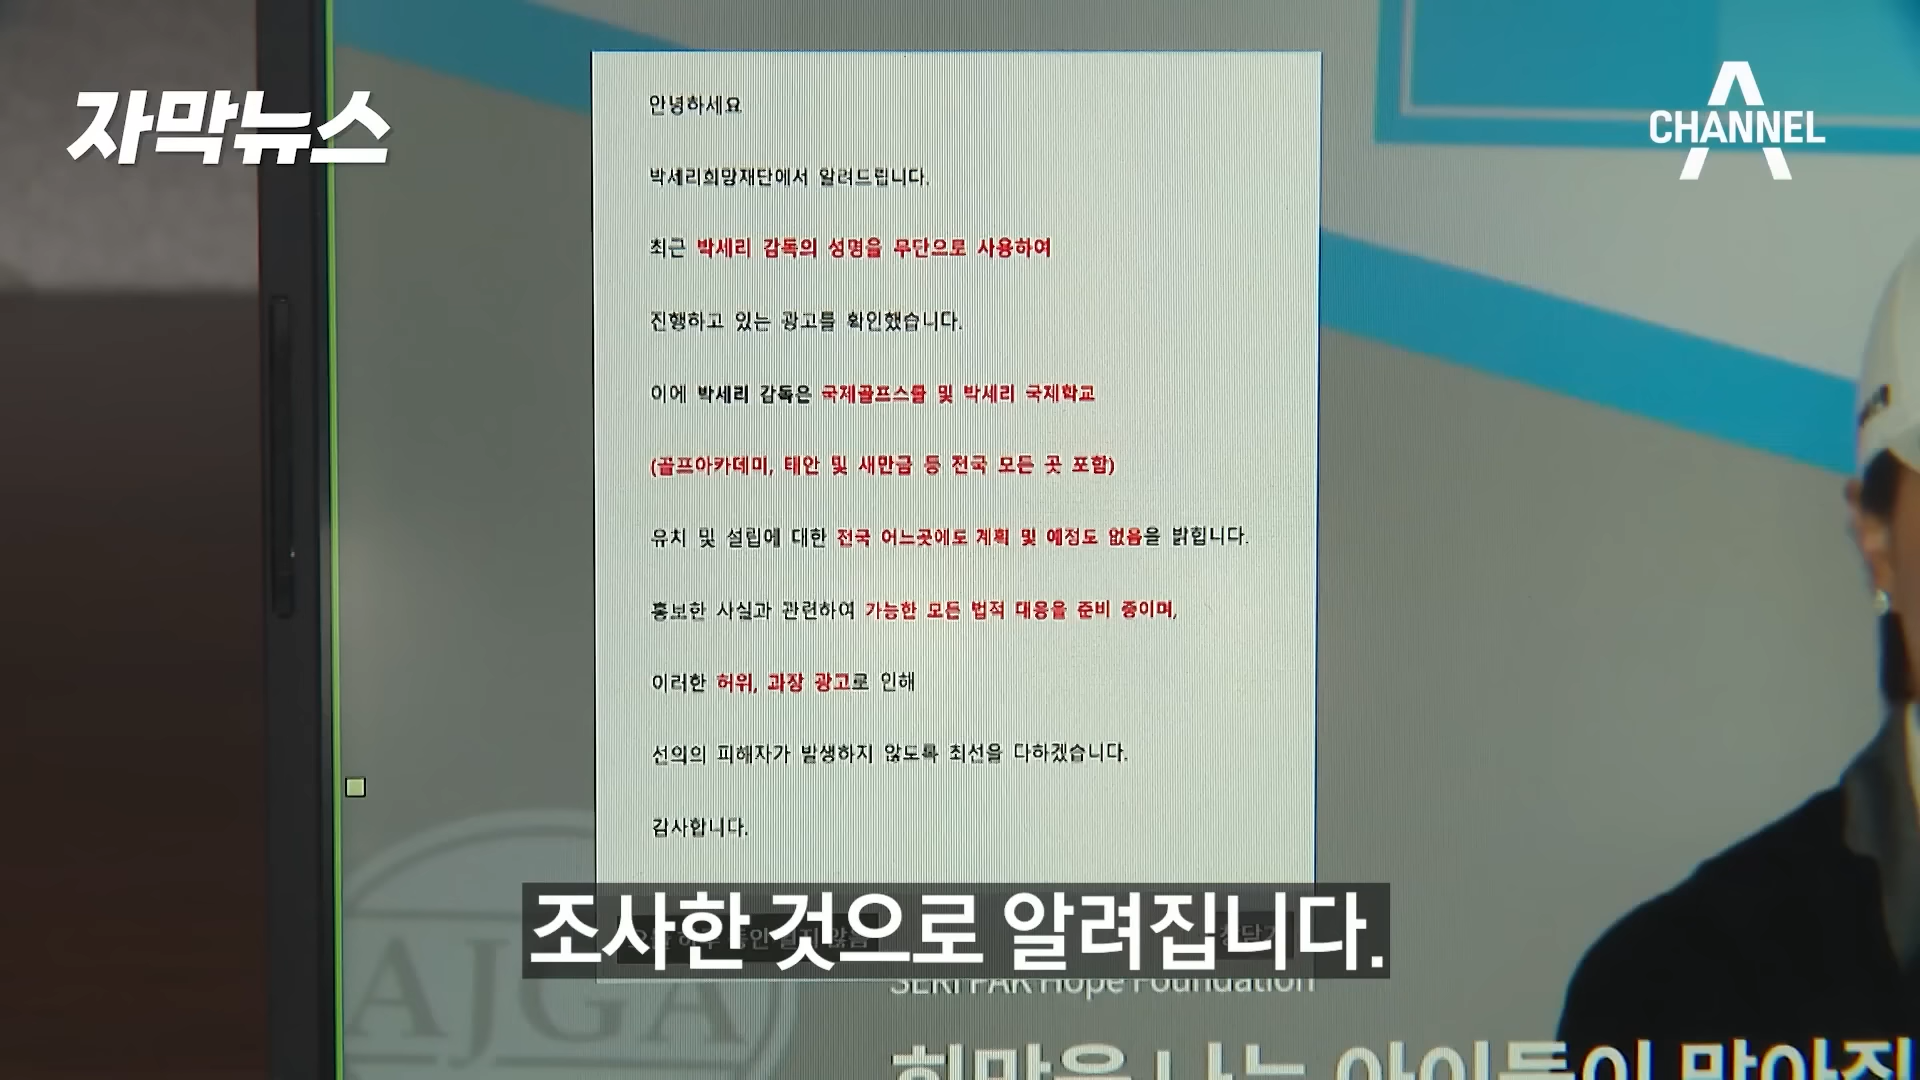 자막뉴스
CHANNEL A
안녕하세요
박세리희망재단에서 알려드립니다.
최근 박세리 감독의 성명을 무단으로 사용하여
진행하고 있는 광고를 확인했습니다.
이에 박세리 감독은 국제골프스쿨 및 박세리 국제학교
(골프아카데미, 태안 및 새만금 등 전국 모든 곳 포함)
유치 및 설립에 대한 전국 어느곳에도 계획 및 예정도 없음을 밝힙니다.
홍보한 사실과 관련하여 가능한 모든 법적 대응을 준비 중이며,
이러한 허위, 과장 광고로 인해
선의의 피해자가 발생하지 않도록 최선을 다하겠습니다.
감사합니다.
조사한 것으로 알려집니다.
AJGA
SERI PAK Hope Foundation
희망을 나눈 아이들이 많아